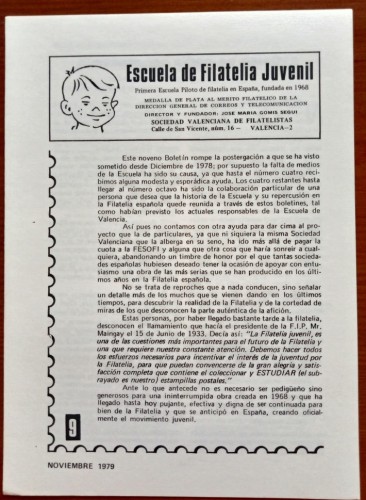 Escuela de Filatelia Juvenil
Primera Escuela Piloto de filatelia en España, fundada en 1968
MEDALLA DE PLATA AL MERITO FILATELICO DE LA
DIRECCION GENERAL DE CORREOS Y TELECOMUNICACION
DIRECTOR Y FUNDADOR: JOSE MARIA GOMIS SEGUI
SOCIEDAD VALENCIANA DE FILATELISTAS
Calle de San Vicente, núm. 16 — VALENCIA-2
Este noveno Boletín rompe la postergación a que se ha visto
sometido desde Diciembre de 1978; por supuesto la falta de medios
de la Escuela ha sido su causa, ya que hasta el número cuatro reci-
bimos alguna modesta y esporádica ayuda. Los cuatro restantes hasta
llegar al número octavo ha sido la colaboración particular de una
persona que desea que la historia de la Escuela y su repercusión en
la Filatelia española quede reunida a través de estos boletines, tal
como habían previsto los actuales responsables de la Escuela de
Valencia.
Así pues no contamos con otra ayuda para dar cima al proyec-
to que la de particulares, ya que ni siquiera la misma Sociedad
Valenciana que la alberga en su seno, ha ido más allá de pagar la
cuota a la FESOFI y alguna que otra cosa que haría sonreir a cual-
quiera, abandonando un timbre de honor por el que tantas socieda-
des españolas hubiesen deseado tener la ocasión de apoyar con entu-
siasmo una obra de las más serias que se han producido en los últi-
mos años en la Filatelia española.
No se trata de reproches que a nada conducen, sino señalar
un detalle más de los muchos que se vienen dando en los últimos
tiempos, para descubrir la realidad de la Filatelia y de la cortedad de
miras de los que desconocen la parte auténtica de la afición.
Estas personas, por haber llegado bastante tarde a la filatelia,
desconocen el llamamiento que hacía el presidente de la F.I.P. Mr.
Maingay el 15 de Junio de 1933. Decía así: "La Filatelia juvenil, es
una de las cuestiones más importantes para el futuro de la Filatelia y
una que requiere nuestra constante atención. Debemos hacer todos
los esfuerzos necesarios para incentivar el interés de la juventud por
la Filatelia, para que puedan convencerse de la gran alegría y satis-
facción completa que contiene el coleccionar y ESTUDIAR (el sub-
rayado es nuestro) estampillas postales."
Ante lo que antecede no es necesario ser pedigüeño sino
generosos para una ininterrumpida obra creada en 1968 y que ha
llegado hasta hoy pujante, efectiva y digna de ser continuada para
bien de la Filatelia y que se anticipó en España, creando oficial-
mente el movimiento juvenil.
9
NOVIEMBRE 1979